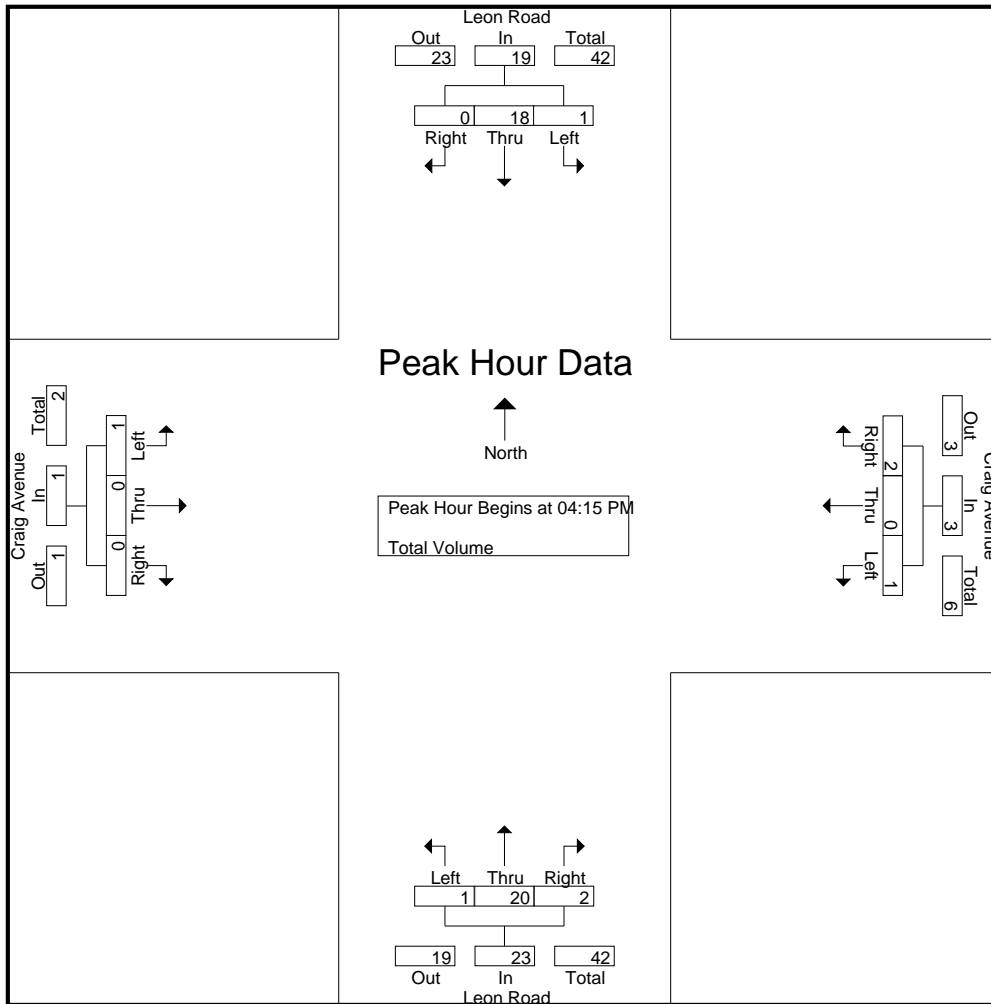 Leon Road
Out In Total
23 19 42
0 18 1
Right Thru Left
Peak Hour Data
North
Peak Hour Begins at 04:15 PM
Total Volume
Craig Avenue
Out In Total
1 1 2
Left Thru Right
1 0 0
Craig Avenue
Out In Total
3 3 6
Right Thru Left
2 0 1
Left Thru Right
1 20 2
19 23 42
Out In Total
Leon Road